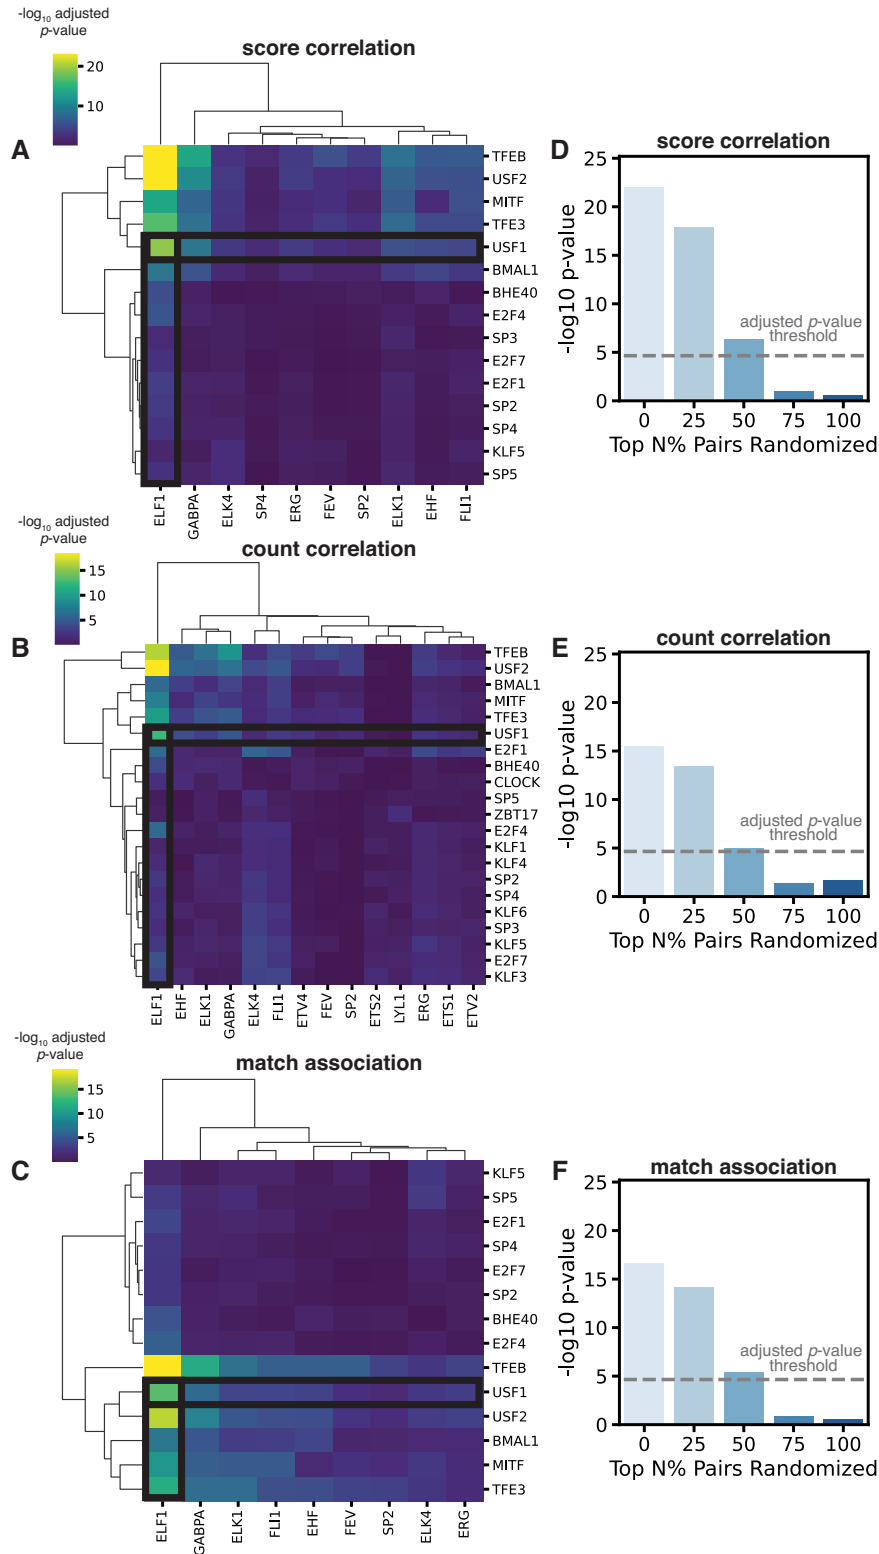 -log10 adjusted
p-value
20
10
score correlation
A
TFEB
USF2
MITF
TFE3
USF1
BMAL1
BHE40
E2F4
SP3
E2F7
E2F1
SP2
SP4
KLF5
SP5
ELF1
GABPA
ELK4
SP4
ERG
FEV
SP2
ELK1
EHF
FLI1
D
score correlation
-log10 p-value
25
20
15
10
5
0
adjusted p-value
threshold
0 25 50 75 100
Top N% Pairs Randomized
-log10 adjusted
p-value
15
10
5
count correlation
B
TFEB
USF2
BMAL1
MITF
TFE3
USF1
E2F1
BHE40
CLOCK
SP5
ZBT17
E2F4
KLF1
KLF4
SP2
SP4
KLF6
SP3
KLF5
E2F7
KLF3
ELF1
EHF
ELK1
GABPA
ELK4
FLI1
ETV4
FEV
SP2
ETS2
LYL1
ERG
ETS1
ETV2
E
count correlation
-log10 p-value
25
20
15
10
5
0
adjusted p-value
threshold
0 25 50 75 100
Top N% Pairs Randomized
-log10 adjusted
p-value
15
10
5
match association
C
KLF5
SP5
E2F1
SP4
E2F7
SP2
BHE40
E2F4
TFEB
USF1
USF2
BMAL1
MITF
TFE3
ELF1
GABPA
ELK1
FLI1
EHF
FEV
SP2
ELK4
ERG
F
match association
-log10 p-value
25
20
15
10
5
0
adjusted p-value
threshold
0 25 50 75 100
Top N% Pairs Randomized